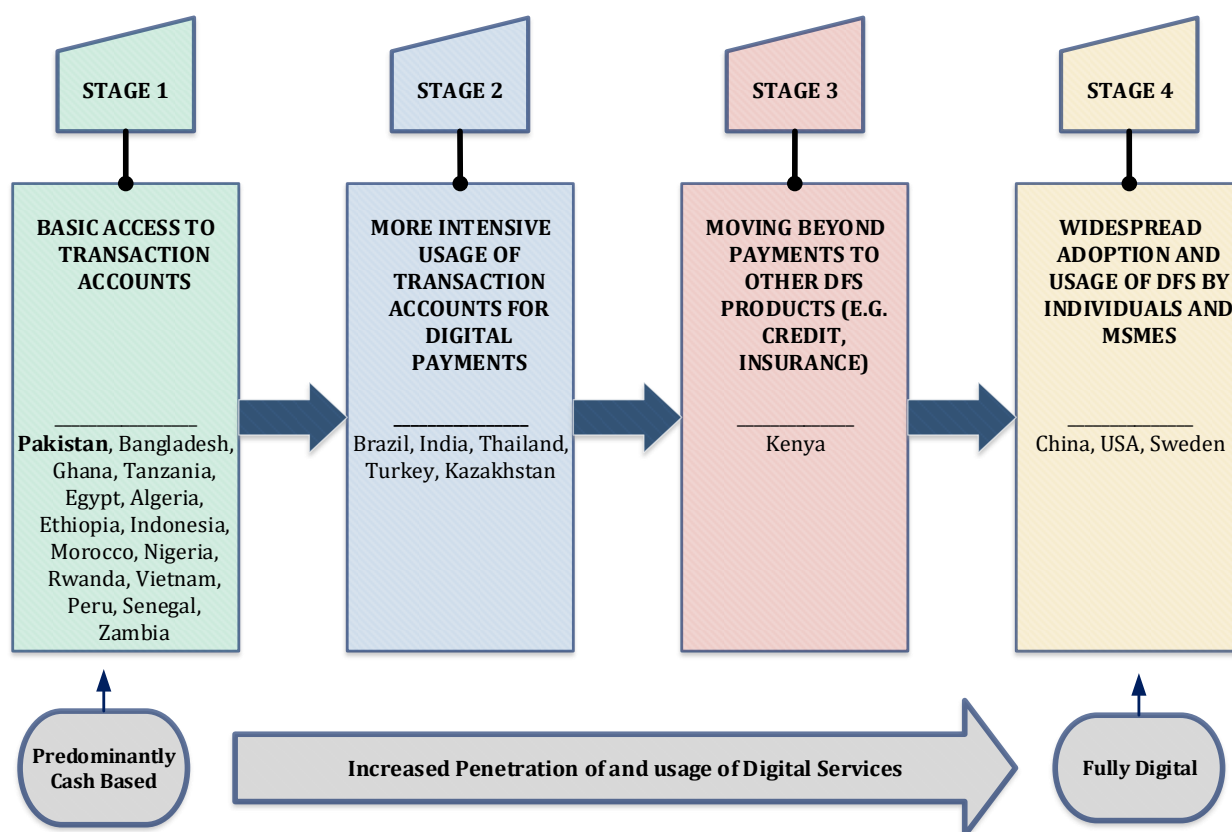 STAGE 1
STAGE 2
STAGE 3
STAGE 4
BASIC ACCESS TO
TRANSACTION
ACCOUNTS
Pakistan, Bangladesh,
Ghana, Tanzania,
Egypt, Algeria,
Ethiopia, Indonesia,
Morocco, Nigeria,
Rwanda, Vietnam,
Peru, Senegal,
Zambia
MORE INTENSIVE
USAGE OF
TRANSACTION
ACCOUNTS FOR
DIGITAL
PAYMENTS
Brazil, India, Thailand,
Turkey, Kazakhstan
MOVING BEYOND
PAYMENTS TO
OTHER DFS
PRODUCTS (E.G.
CREDIT,
INSURANCE)
Kenya
WIDESPREAD
ADOPTION AND
USAGE OF DFS BY
INDIVIDUALS AND
MSMES
China, USA, Sweden
Predominantly
Cash Based
Increased Penetration of and usage of Digital Services
Fully Digital